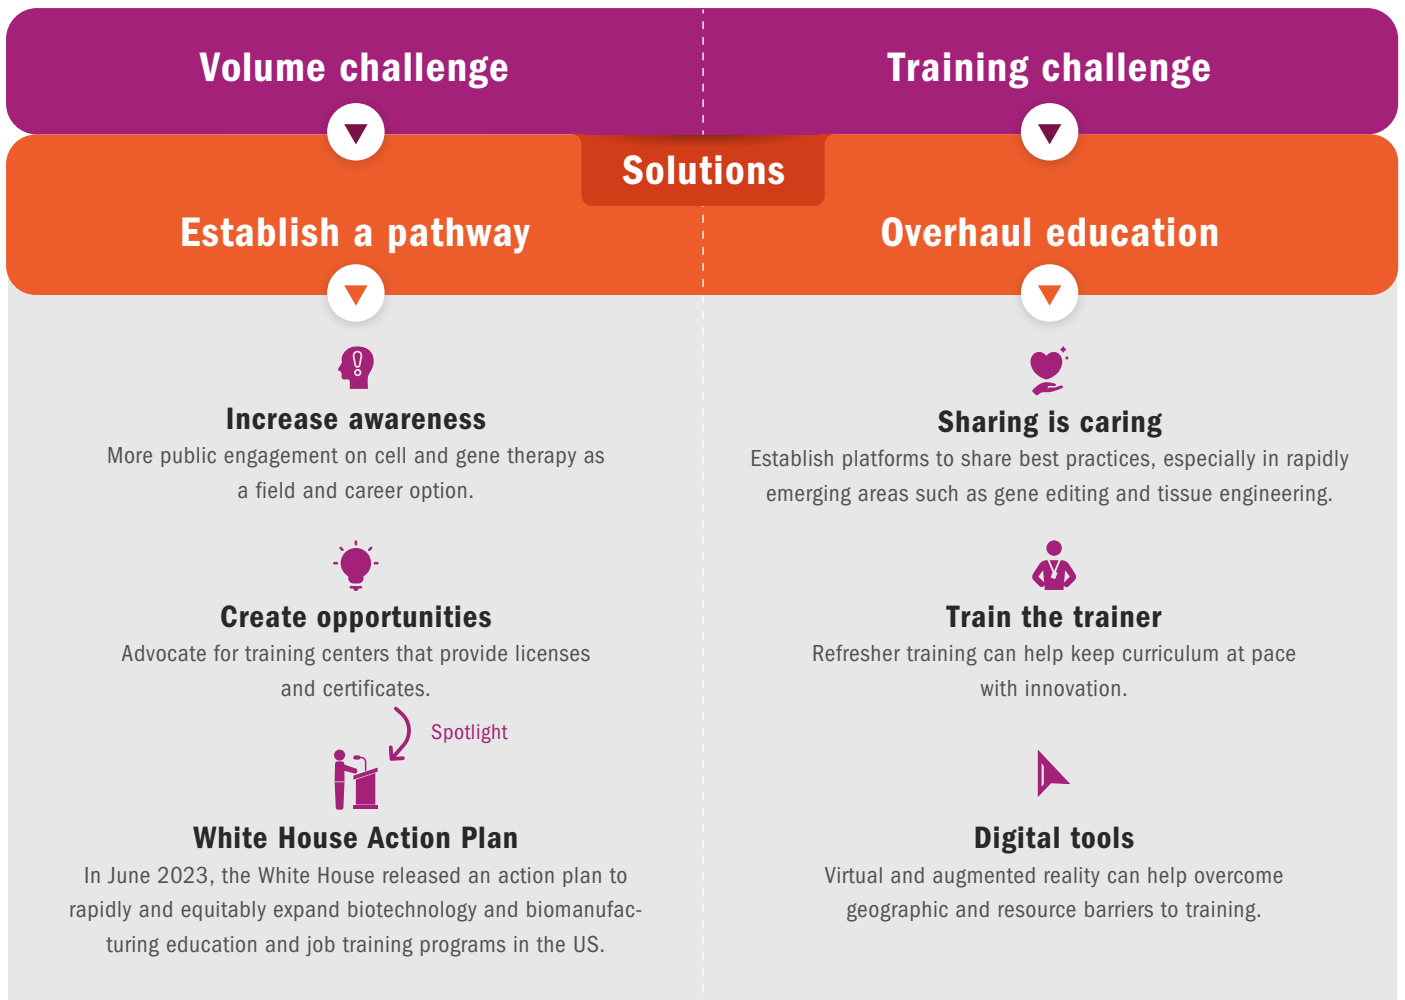 Volume challenge
Training challenge
Solutions
Establish a pathway
Overhaul education
Increase awareness
More public engagement on cell and gene therapy as
a field and career option.
Create opportunities
Advocate for training centers that provide licenses
and certificates.
Spotlight
White House Action Plan
In June 2023, the White House released an action plan to
rapidly and equitably expand biotechnology and biomanufac-
turing education and job training programs in the US.
Sharing is caring
Establish platforms to share best practices, especially in rapidly
emerging areas such as gene editing and tissue engineering.
Train the trainer
Refresher training can help keep curriculum at pace
with innovation.
Digital tools
Virtual and augmented reality can help overcome
geographic and resource barriers to training.